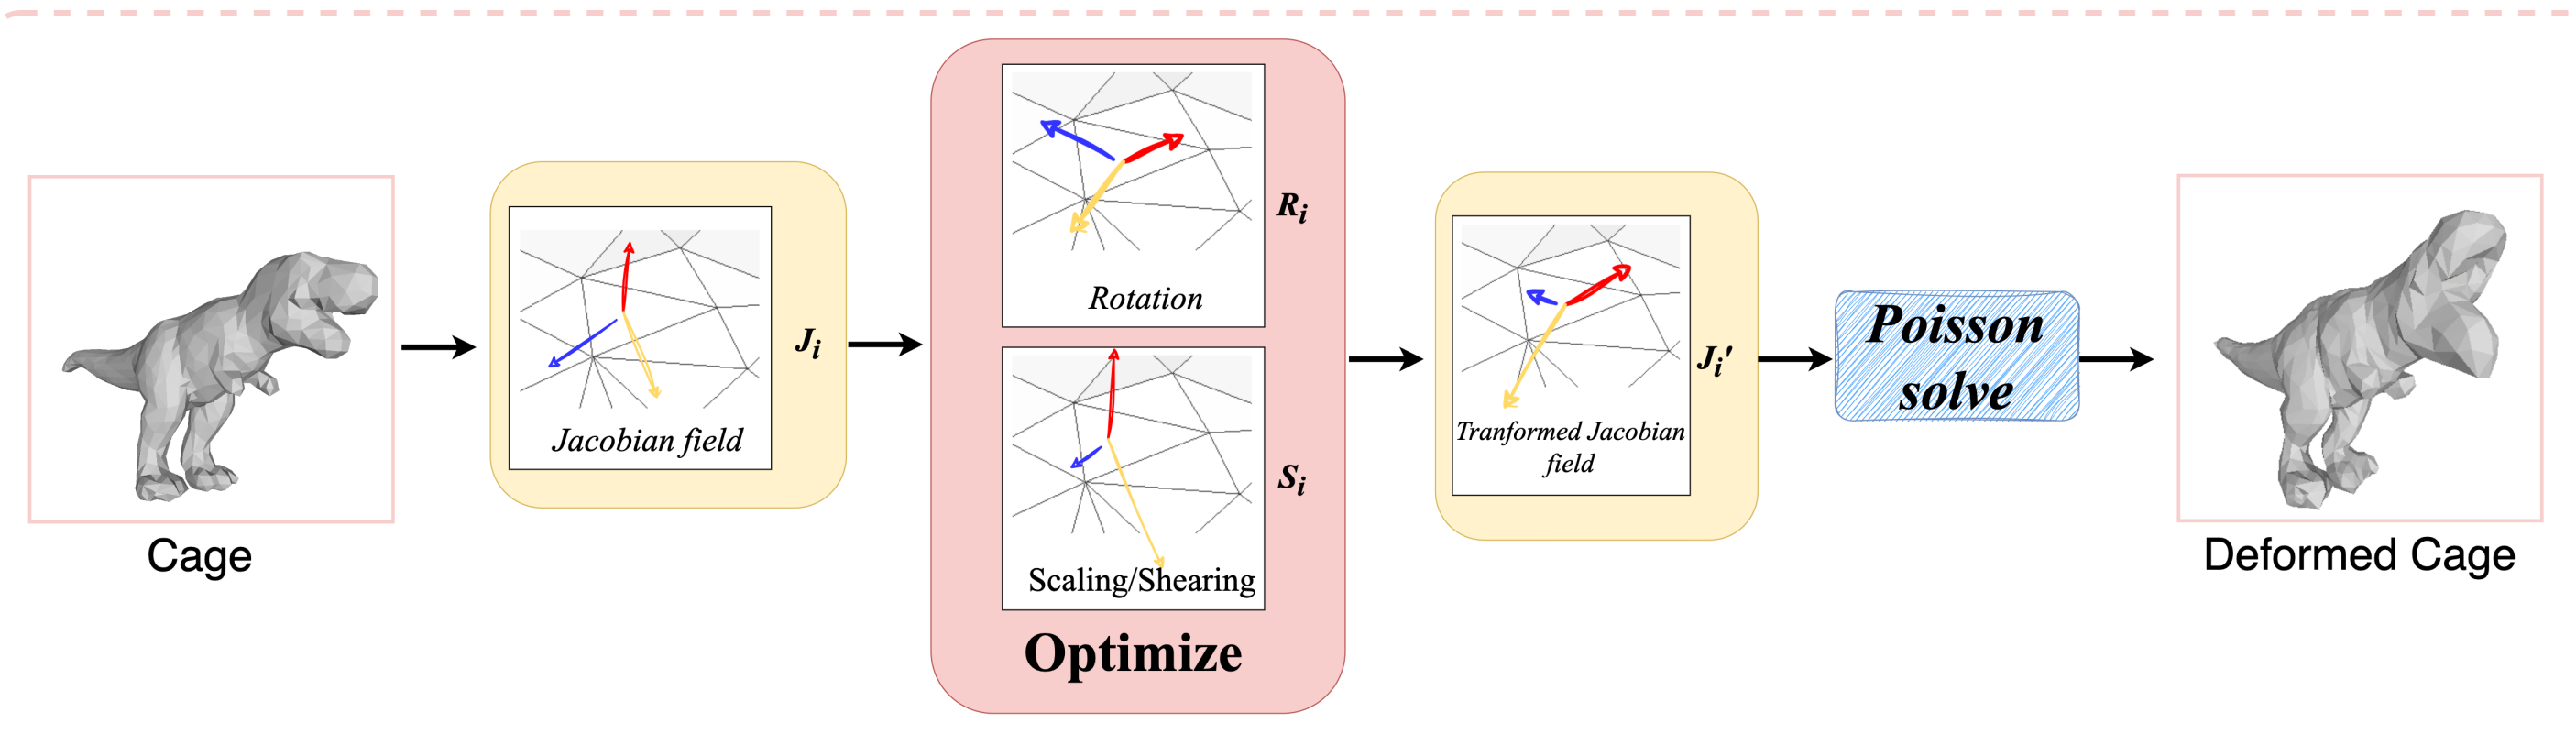 Cage
Jacobian field
J_i
Rotation
R_i
Scaling/Shearing
S_i
Optimize
Tranformed Jacobian
field
J_i'
Poisson
solve
Deformed Cage